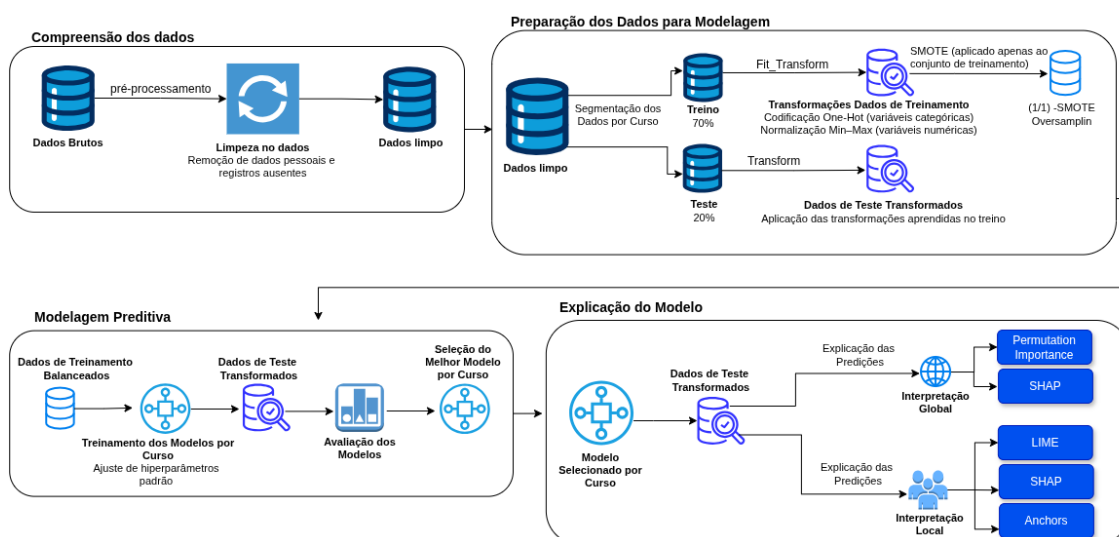 Compreensão dos dados
pré-processamento
Dados Brutos
Limpeza no dados
Remoção de dados pessoais e
registros ausentes
Dados limpo
Preparação dos Dados para Modelagem
Dados limpo
Segmentação dos
Dados por Curso
Treino
70%
Fit_Transform
Transformações Dados de Treinamento
Codificação One-Hot (variáveis categóricas)
Normalização Min–Max (variáveis numéricas)
SMOTE (aplicado apenas ao
conjunto de treinamento)
(1/1) -SMOTE
Oversamplin
Teste
20%
Transform
Dados de Teste Transformados
Aplicação das transformações aprendidas no treino
Modelagem Preditiva
Dados de Treinamento
Balanceados
Treinamento dos Modelos por
Curso
Ajuste de hiperparâmetros
padrão
Dados de Teste
Transformados
Avaliação dos
Modelos
Seleção do
Melhor Modelo
por Curso
Explicação do Modelo
Modelo
Selecionado por
Curso
Dados de Teste
Transformados
Explicação das
Predições
Interpretação
Global
Permutation
Importance
SHAP
Explicação das
Predições
Interpretação
Local
LIME
SHAP
Anchors